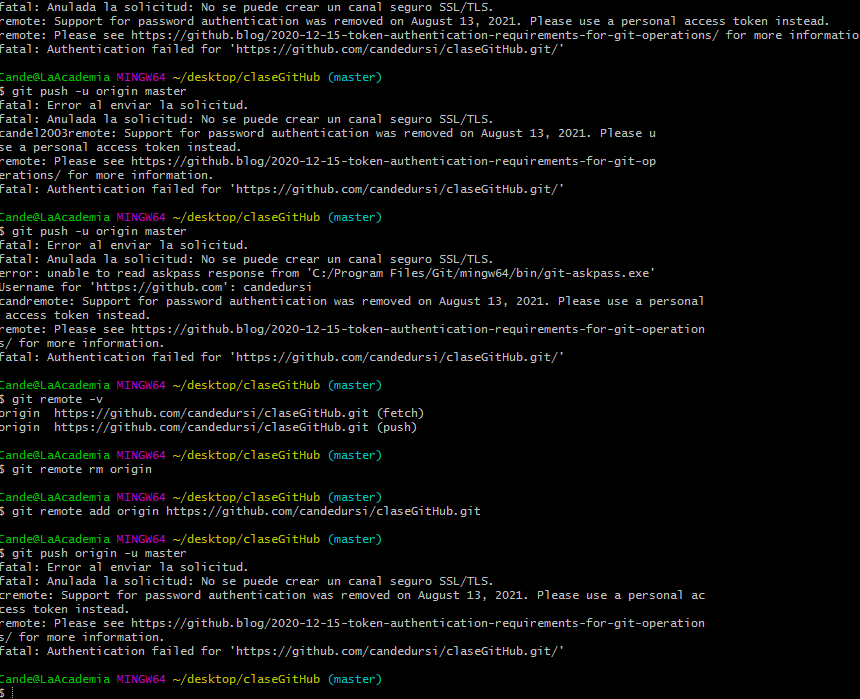 fatal: Anulada la solicitud: No se puede crear un canal seguro SSL/TLS.
remote: Support for password authentication was removed on August 13, 2021. Please use a personal access token instead.
remote: Please see https://github.blog/2020-12-15-token-authentication-requirements-for-git-operations/ for more informatio
fatal: Authentication failed for 'https://github.com/candedursi/claseGitHub.git/'
Cande@LaAcademia MINGW64 ~/desktop/claseGitHub (master)
$ git push -u origin master
fatal: Error al enviar la solicitud.
fatal: Anulada la solicitud: No se puede crear un canal seguro SSL/TLS.
candel2003remote: Support for password authentication was removed on August 13, 2021. Please u
se a personal access token instead.
remote: Please see https://github.blog/2020-12-15-token-authentication-requirements-for-git-op
erations/ for more information.
fatal: Authentication failed for 'https://github.com/candedursi/claseGitHub.git/'
Cande@LaAcademia MINGW64 ~/desktop/claseGitHub (master)
$ git push -u origin master
fatal: Error al enviar la solicitud.
fatal: Anulada la solicitud: No se puede crear un canal seguro SSL/TLS.
error: unable to read askpass response from 'C:/Program Files/Git/mingw64/bin/git-askpass.exe'
Username for 'https://github.com': candedursi
candremote: Support for password authentication was removed on August 13, 2021. Please use a personal
access token instead.
remote: Please see https://github.blog/2020-12-15-token-authentication-requirements-for-git-operation
s/ for more information.
fatal: Authentication failed for 'https://github.com/candedursi/claseGitHub.git/'
Cande@LaAcademia MINGW64 ~/desktop/claseGitHub (master)
$ git remote -v
origin  https://github.com/candedursi/claseGitHub.git (fetch)
origin  https://github.com/candedursi/claseGitHub.git (push)
Cande@LaAcademia MINGW64 ~/desktop/claseGitHub (master)
$ git remote rm origin
Cande@LaAcademia MINGW64 ~/desktop/claseGitHub (master)
$ git remote add origin https://github.com/candedursi/claseGitHub.git
Cande@LaAcademia MINGW64 ~/desktop/claseGitHub (master)
$ git push origin -u master
fatal: Error al enviar la solicitud.
fatal: Anulada la solicitud: No se puede crear un canal seguro SSL/TLS.
cremote: Support for password authentication was removed on August 13, 2021. Please use a personal ac
cess token instead.
remote: Please see https://github.blog/2020-12-15-token-authentication-requirements-for-git-operation
s/ for more information.
fatal: Authentication failed for 'https://github.com/candedursi/claseGitHub.git/'
Cande@LaAcademia MINGW64 ~/desktop/claseGitHub (master)
$